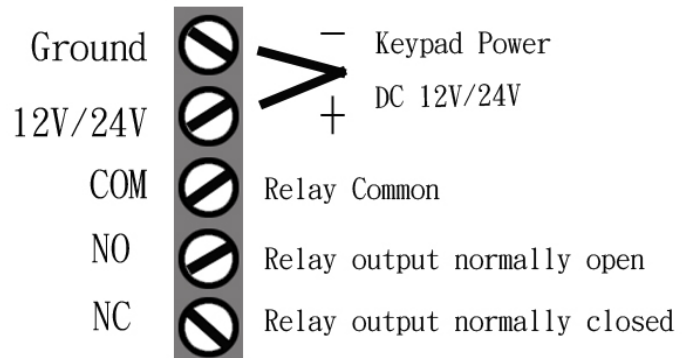 Ground − Keypad Power
12V/24V + DC 12V/24V
COM Relay Common
NO Relay output normally open
NC Relay output normally closed